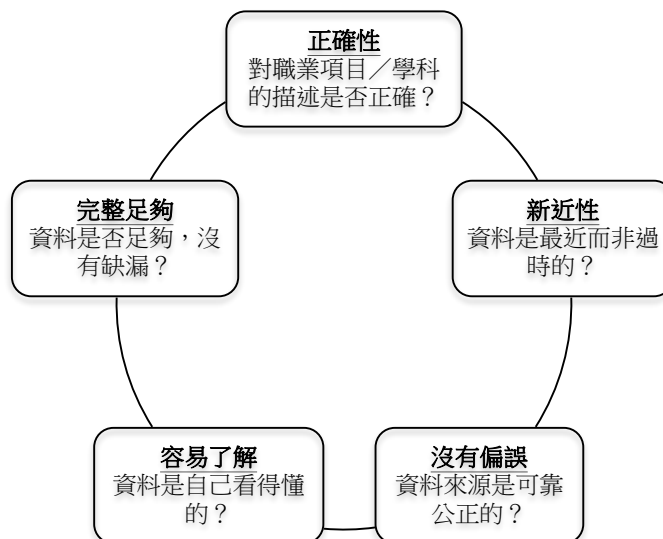 正確性
對職業項目／學科
的描述是否正確？
完整足夠
資料是否足夠，沒
有缺漏？
新近性
資料是最近而非過
時的？
容易了解
資料是自己看得懂
的？
沒有偏誤
資料來源是可靠
公正的？